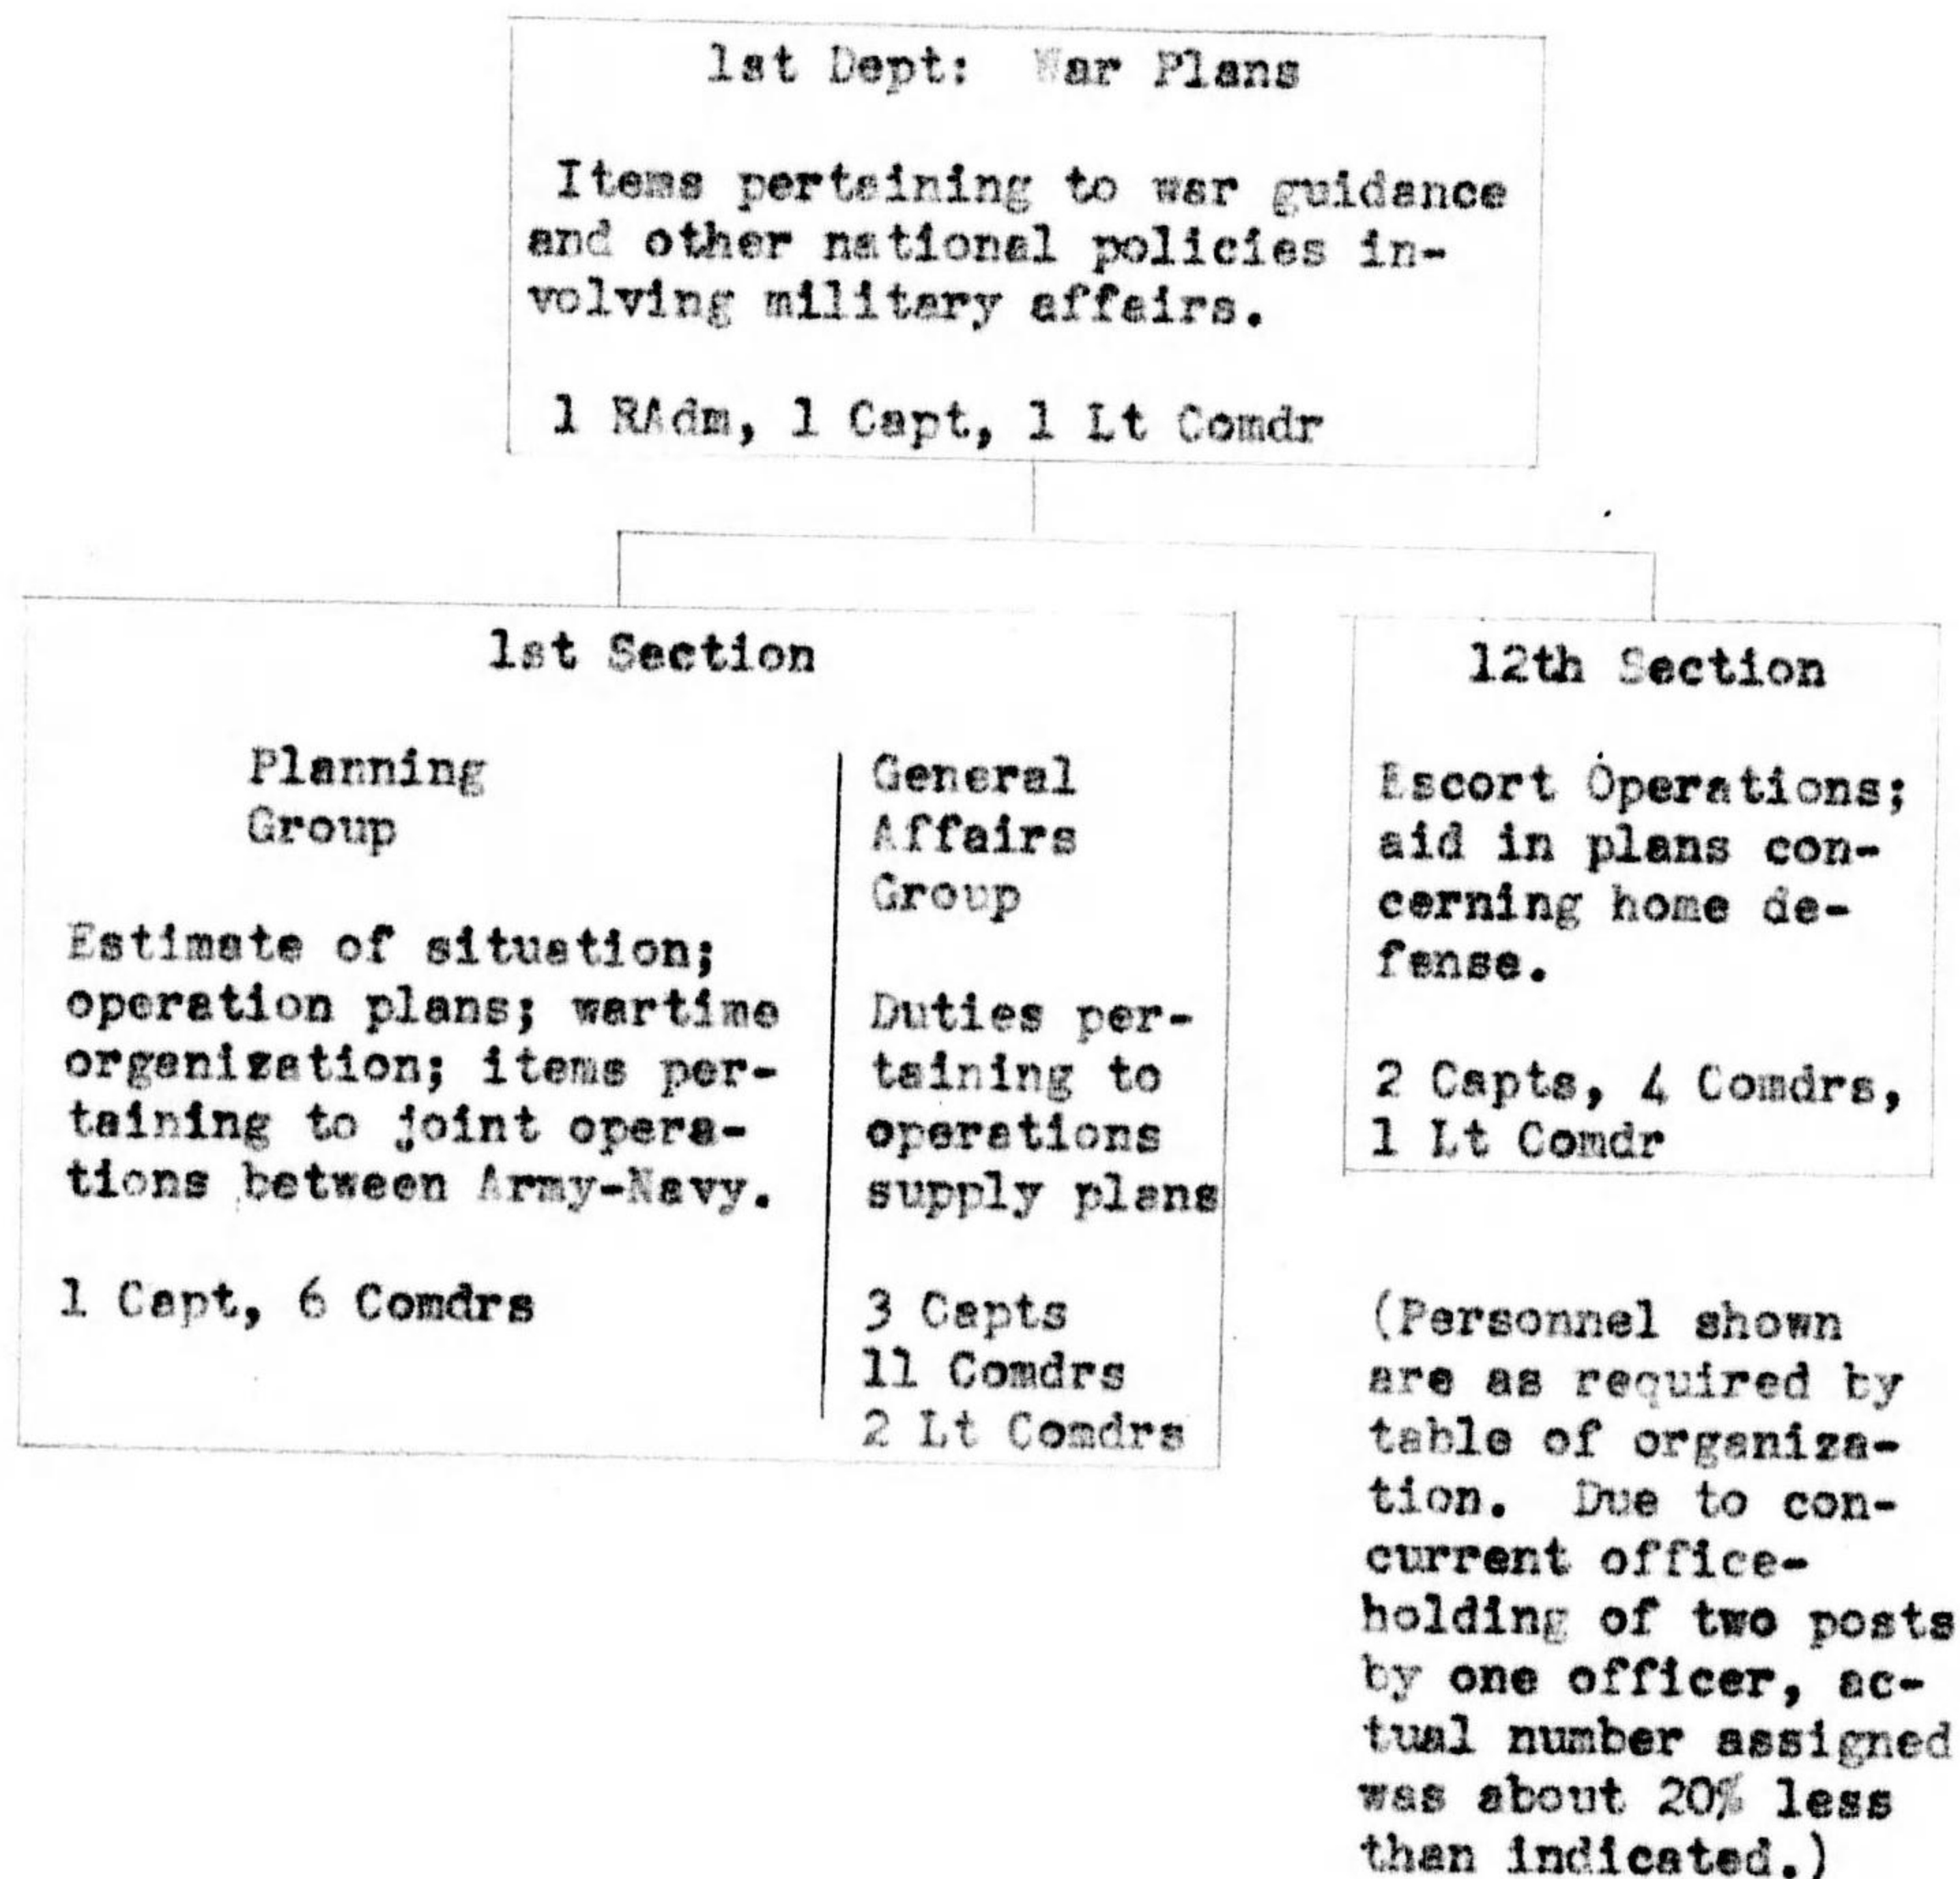 1st Dept: War Plans
Items pertaining to war guidance
and other national policies in-
volving military affairs.
1 RAdm, 1 Capt, 1 Lt Comdr
1st Section
Planning
Group
Estimate of situation;
operation plans; wartime
organization; items per-
taining to joint opera-
tions between Army-Navy.
1 Capt, 6 Comdrs
General
Affairs
Group
Duties per-
taining to
operations
supply plans
3 Capts
11 Comdrs
2 Lt Comdrs
12th Section
Escort Operations;
aid in plans con-
cerning home de-
fense.
2 Capts, 4 Comdrs,
1 Lt Comdr
(Personnel shown
are as required by
table of organiza-
tion. Due to con-
current office-
holding of two posts
by one officer, ac-
tual number assigned
was about 20% less
than indicated.)